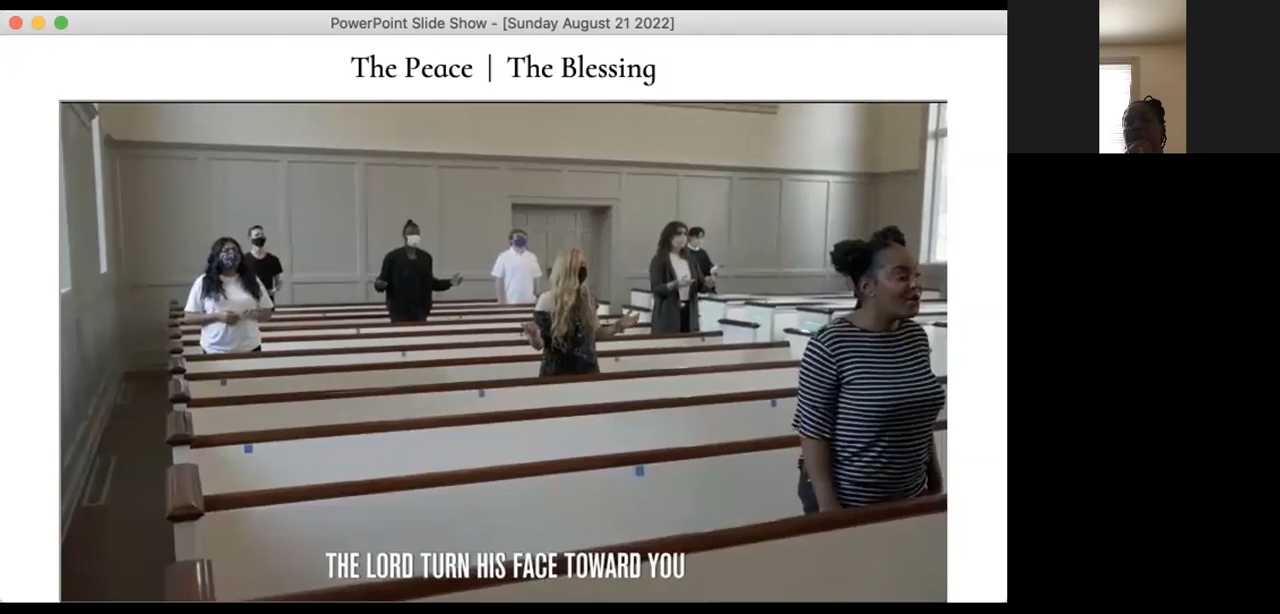 PowerPoint Slide Show - [Sunday August 21 2022]
The Peace | The Blessing
THE LORD TURN HIS FACE TOWARD YOU